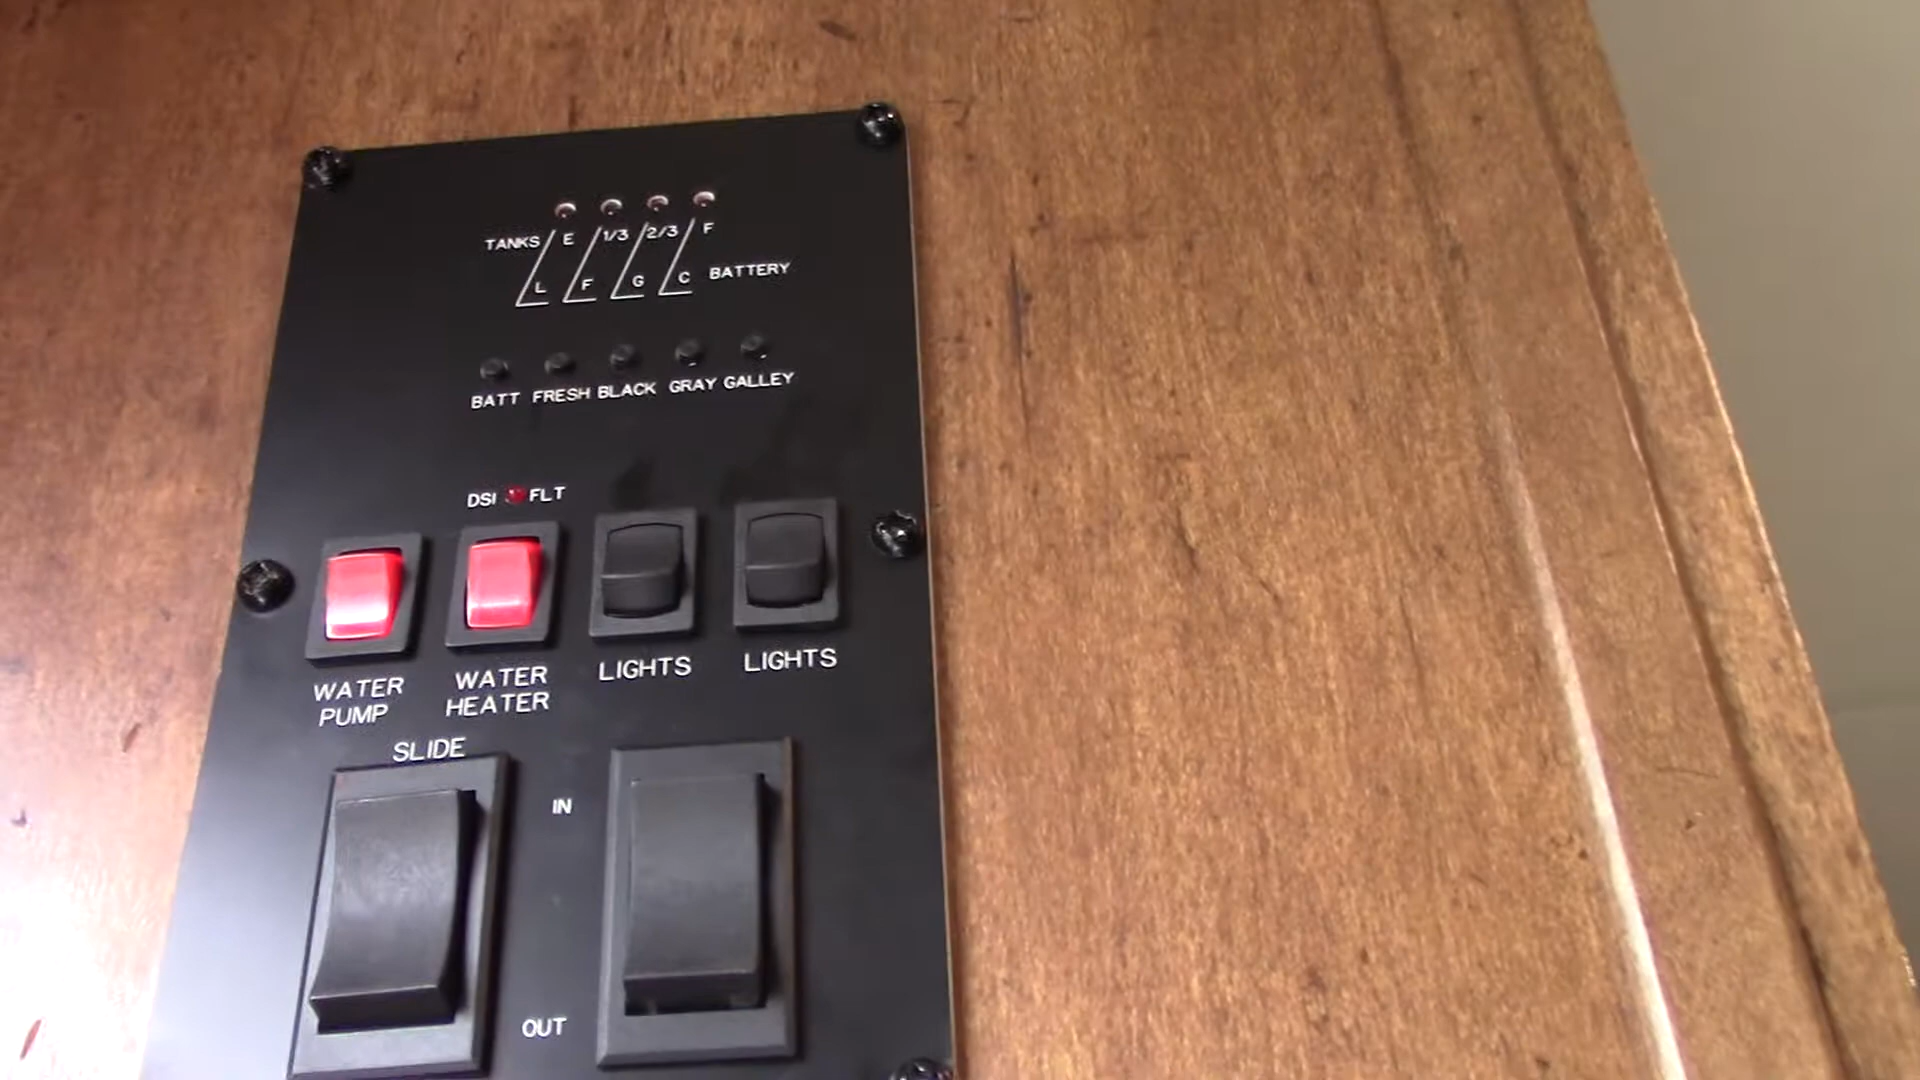 TANKS E 1/3 2/3 F
L F G C BATTERY
BATT FRESH BLACK GRAY GALLEY
DSI FLT
WATER PUMP
WATER HEATER
LIGHTS
LIGHTS
SLIDE
IN
OUT